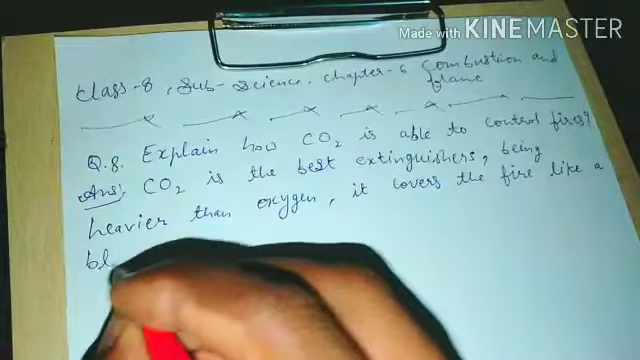 Made with KINEMASTER
Class-8, Sub- Science. chapter-6 Combustion and
flame
Q.8. Explain how CO2 is able to control fires?
Ans: CO2 is the best extinguishers, being
heavier than oxygen, it covers the fire like a
bl